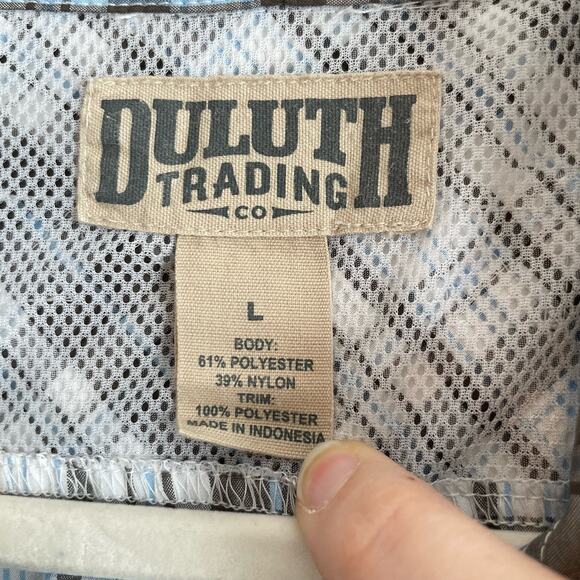 DULUTH
TRADING
CO
L
BODY:
61% POLYESTER
39% NYLON
TRIM:
100% POLYESTER
MADE IN INDONESIA